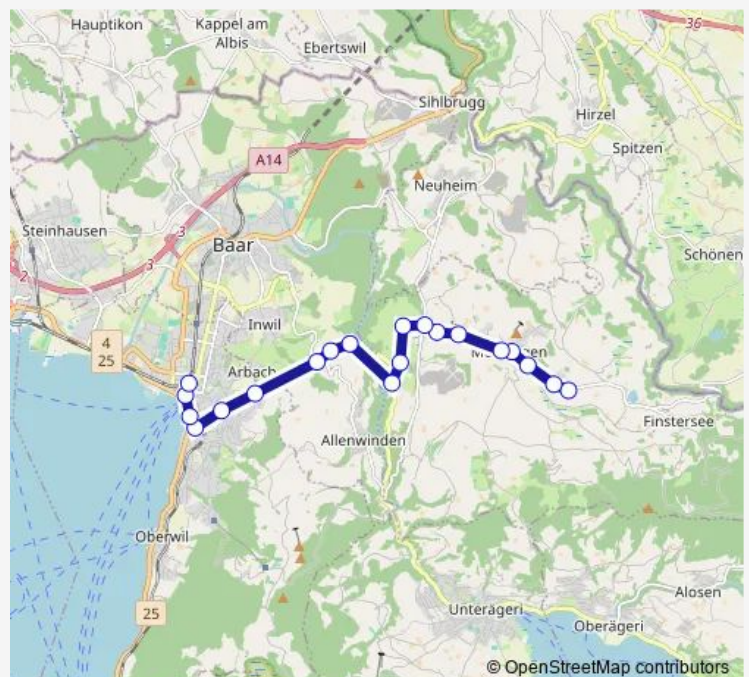 Hauptikon
Kappel am
Albis
Ebertswil
36
Sihlbrugg
Hirzel
A14
Spitzen
Neuheim
Steinhausen
3
Baar
Schönen
3
2
4
25
Inwil
Arbach
Finstersee
Allenwinden
Oberwil
Alosen
25
Unterägeri
Oberägeri
© OpenStreetMap contributors